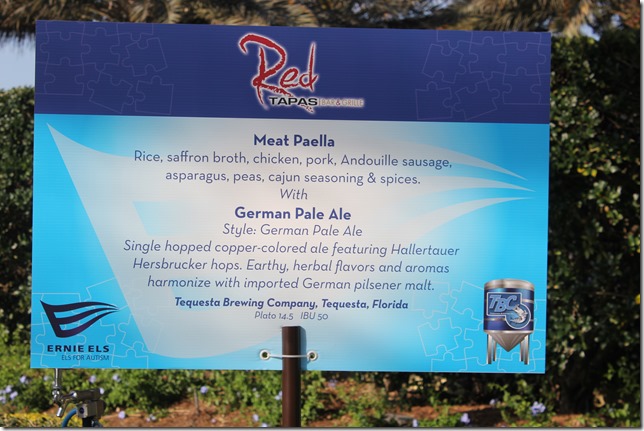 Red
TAPAS BAR & GRILLE
Meat Paella
Rice, saffron broth, chicken, pork, Andouille sausage,
asparagus, peas, cajun seasoning & spices.
With
German Pale Ale
Style: German Pale Ale
Single hopped copper-colored ale featuring Hallertauer
Hersbrucker hops. Earthy, herbal flavors and aromas
harmonize with imported German pilsener malt.
Tequesta Brewing Company, Tequesta, Florida
Plato 14.5 IBU 50
ERNIE ELS
ELS FOR AUTISM
TBC